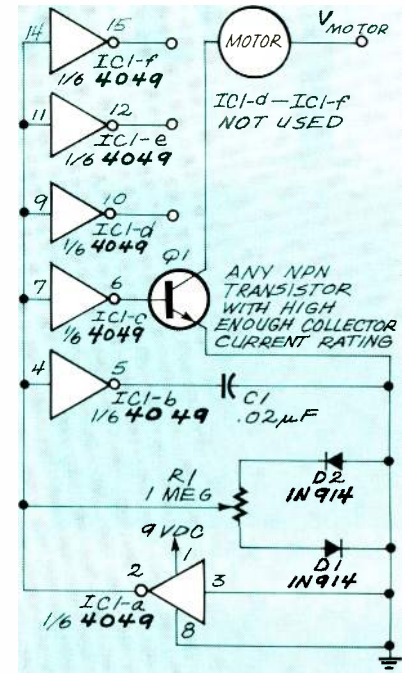 14
15
IC1-f
1/6 4049
MOTOR
V MOTOR
11
12
IC1-e
1/6 4049
IC1-d—IC1-f
NOT USED
9
10
IC1-d
1/6 4049
Q1
7
6
IC1-c
1/6 4049
ANY NPN
TRANSISTOR
WITH HIGH
ENOUGH COLLECTOR
CURRENT RATING
4
5
IC1-b
1/6 4049
C1
.02µF
R1
1 MEG
D2
1N914
9 VDC
1
D1
1N914
2
3
IC1-a
1/6 4049
8